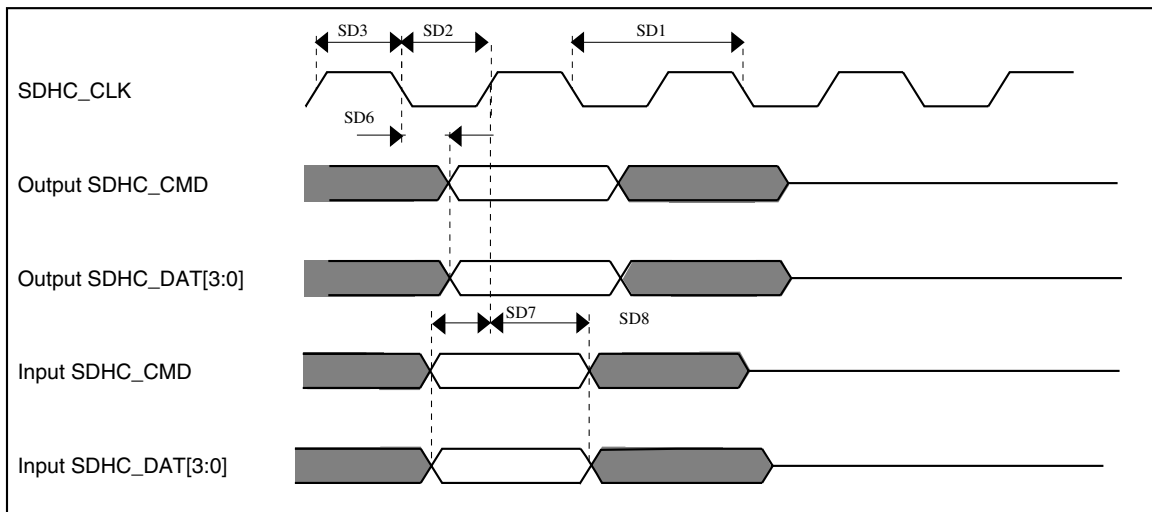 SD3
SD2
SD1
SDHC_CLK
SD6
Output SDHC_CMD
Output SDHC_DAT[3:0]
SD7
SD8
Input SDHC_CMD
Input SDHC_DAT[3:0]